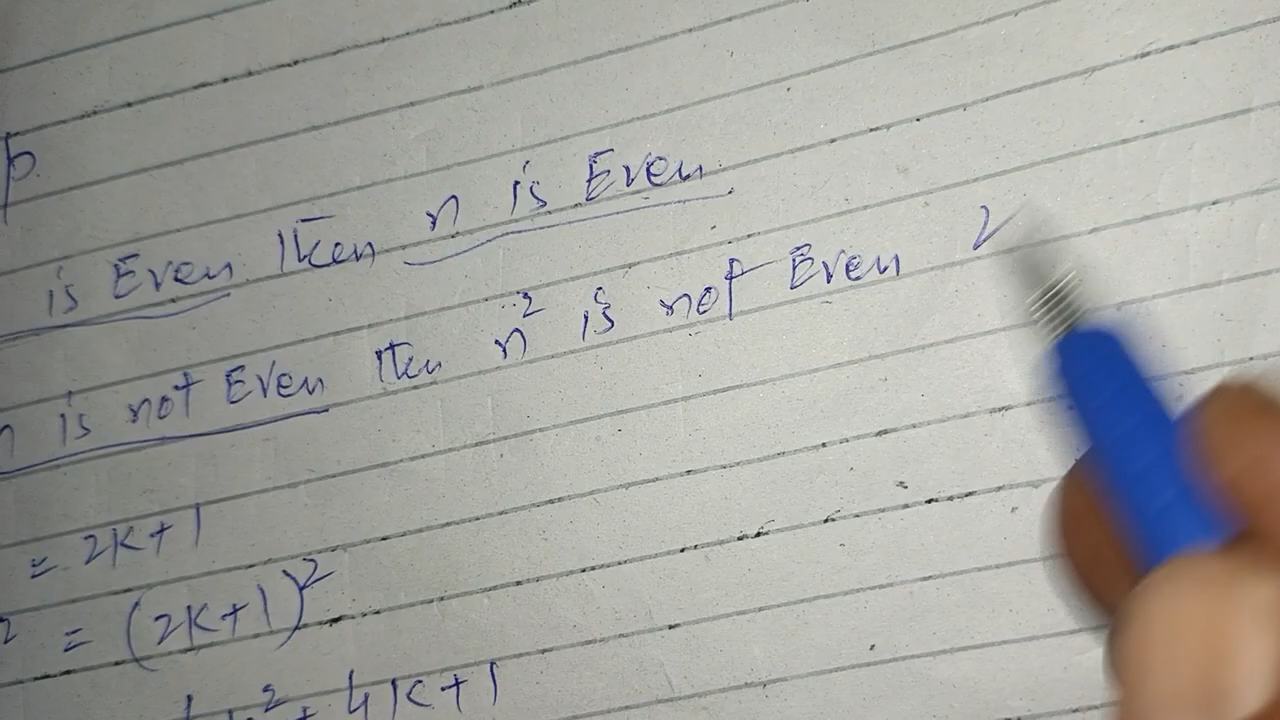 p
is Even then n is Even
n is not Even then n² is not Even
= 2K+1
² = (2K+1)²
4k² + 4K+1